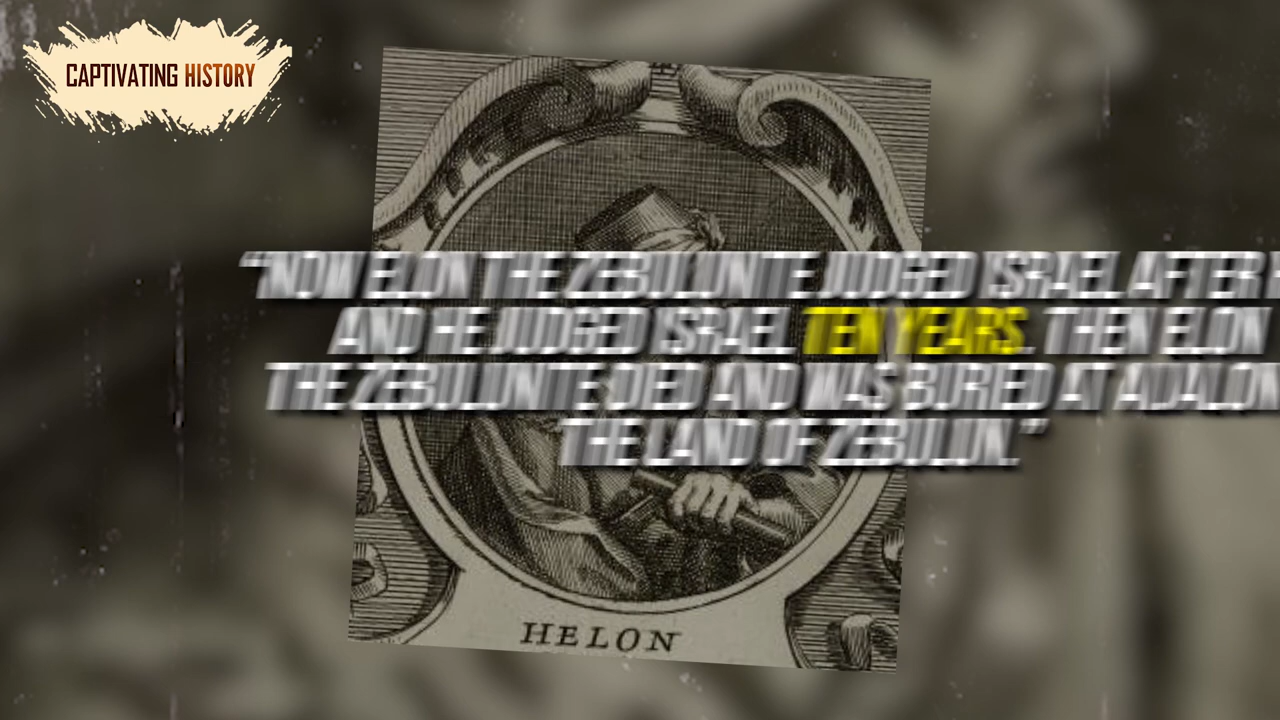 CAPTIVATING HISTORY
“NOW ELON THE ZEBULUNITE JUDGED ISRAEL AFTER
AND HE JUDGED ISRAEL TEN YEARS. THEN ELON
THE ZEBULUNITE DIED AND WAS BURIED AT AIJALON
THE LAND OF ZEBULUN.”
HELON